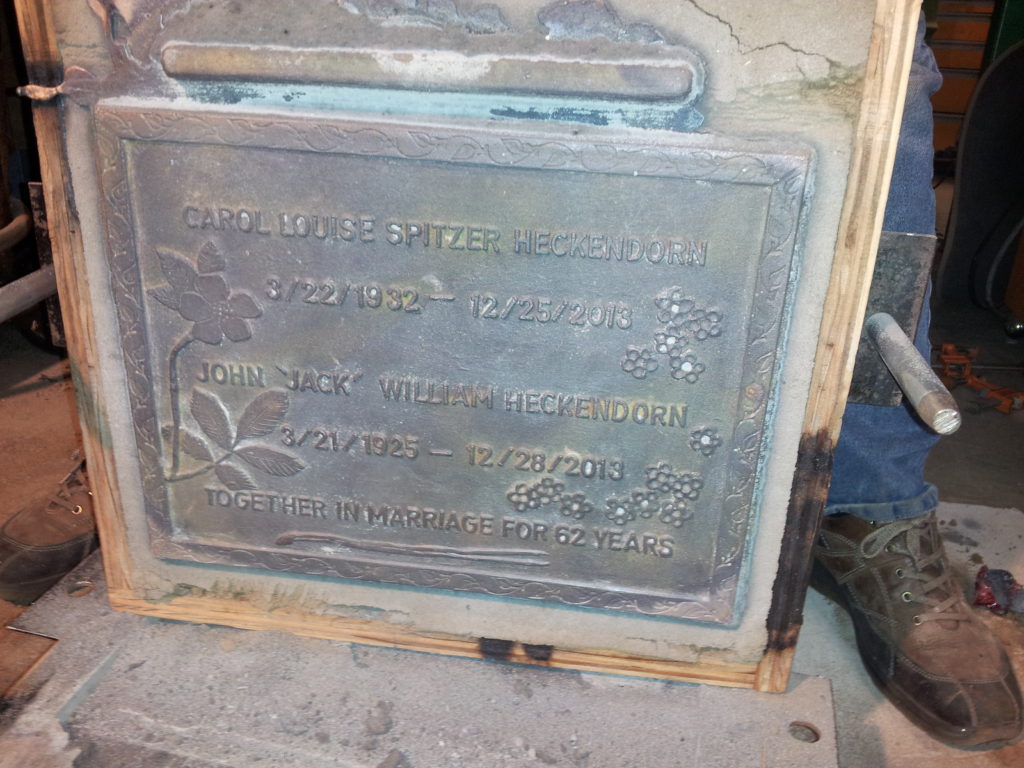 CAROL LOUISE SPITZER HECKENDORN
3/22/1932 — 12/25/2013
JOHN "JACK" WILLIAM HECKENDORN
3/21/1925 — 12/28/2013
TOGETHER IN MARRIAGE FOR 62 YEARS